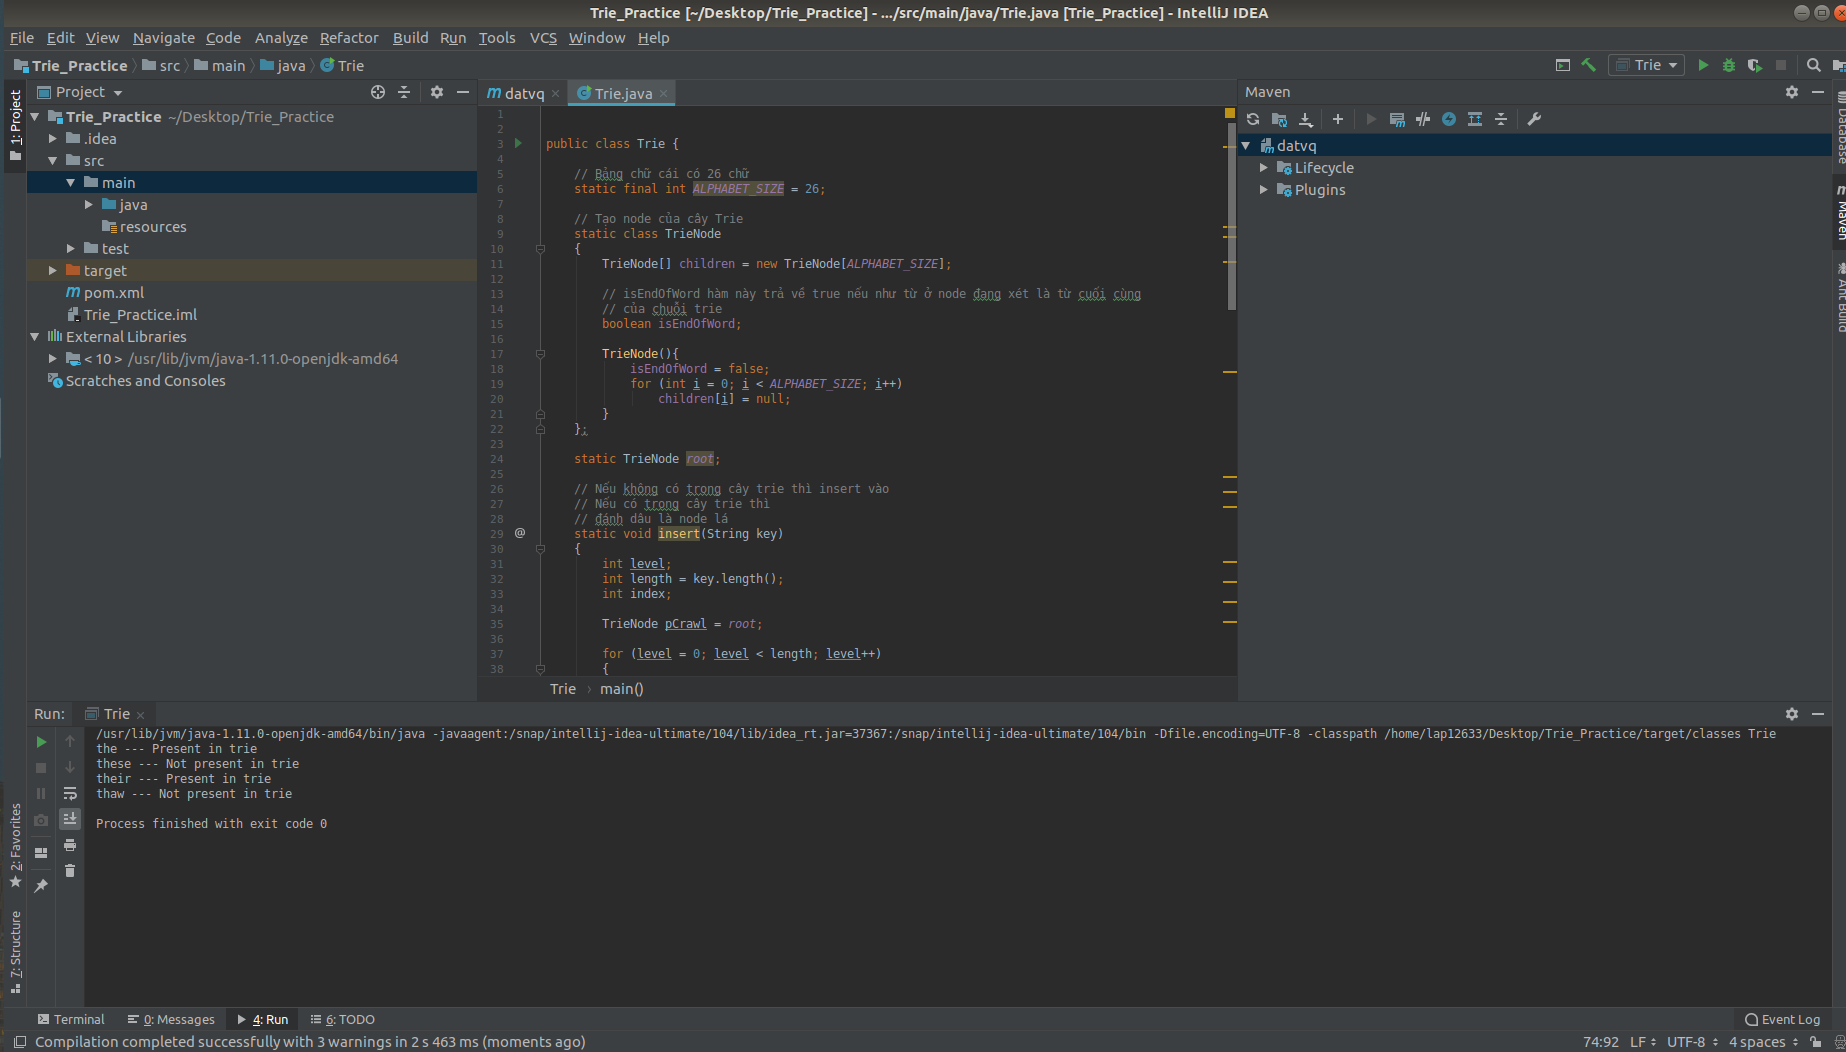 Trie_Practice [~/Desktop/Trie_Practice] - .../src/main/java/Trie.java [Trie_Practice] - IntelliJ IDEA
File Edit View Navigate Code Analyze Refactor Build Run Tools VCS Window Help
Trie_Practice src main java Trie
Trie
1: Project
Project
Trie_Practice ~/Desktop/Trie_Practice
.idea
src
main
java
resources
test
target
pom.xml
Trie_Practice.iml
External Libraries
< 10 > /usr/lib/jvm/java-1.11.0-openjdk-amd64
Scratches and Consoles
datvq Trie.java
1
2
3 public class Trie {
4
5 // Bảng chữ cái có 26 chữ
6 static final int ALPHABET_SIZE = 26;
7
8 // Tạo node của cây Trie
9 static class TrieNode
10 {
11 TrieNode[] children = new TrieNode[ALPHABET_SIZE];
12
13 // isEndOfWord hàm này trả về true nếu như từ ở node đang xét là từ cuối cùng
14 // của chuỗi trie
15 boolean isEndOfWord;
16
17 TrieNode(){
18 isEndOfWord = false;
19 for (int i = 0; i < ALPHABET_SIZE; i++)
20 children[i] = null;
21 }
22 };
23
24 static TrieNode root;
25
26 // Nếu không có trong cây trie thì insert vào
27 // Nếu có trong cây trie thì
28 // đánh dâu là node lá
29 @ static void insert(String key)
30 {
31 int level;
32 int length = key.length();
33 int index;
34
35 TrieNode pCrawl = root;
36
37 for (level = 0; level < length; level++)
38 {
Trie › main()
Maven
datvq
Lifecycle
Plugins
Database
Maven
Ant Build
Run: Trie
/usr/lib/jvm/java-1.11.0-openjdk-amd64/bin/java -javaagent:/snap/intellij-idea-ultimate/104/lib/idea_rt.jar=37367:/snap/intellij-idea-ultimate/104/bin -Dfile.encoding=UTF-8 -classpath /home/lap12633/Desktop/Trie_Practice/target/classes Trie
the --- Present in trie
these --- Not present in trie
their --- Present in trie
thaw --- Not present in trie
Process finished with exit code 0
2: Favorites
7: Structure
Terminal 0: Messages 4: Run 6: TODO Event Log
Compilation completed successfully with 3 warnings in 2 s 463 ms (moments ago) 74:92 LF UTF-8 4 spaces